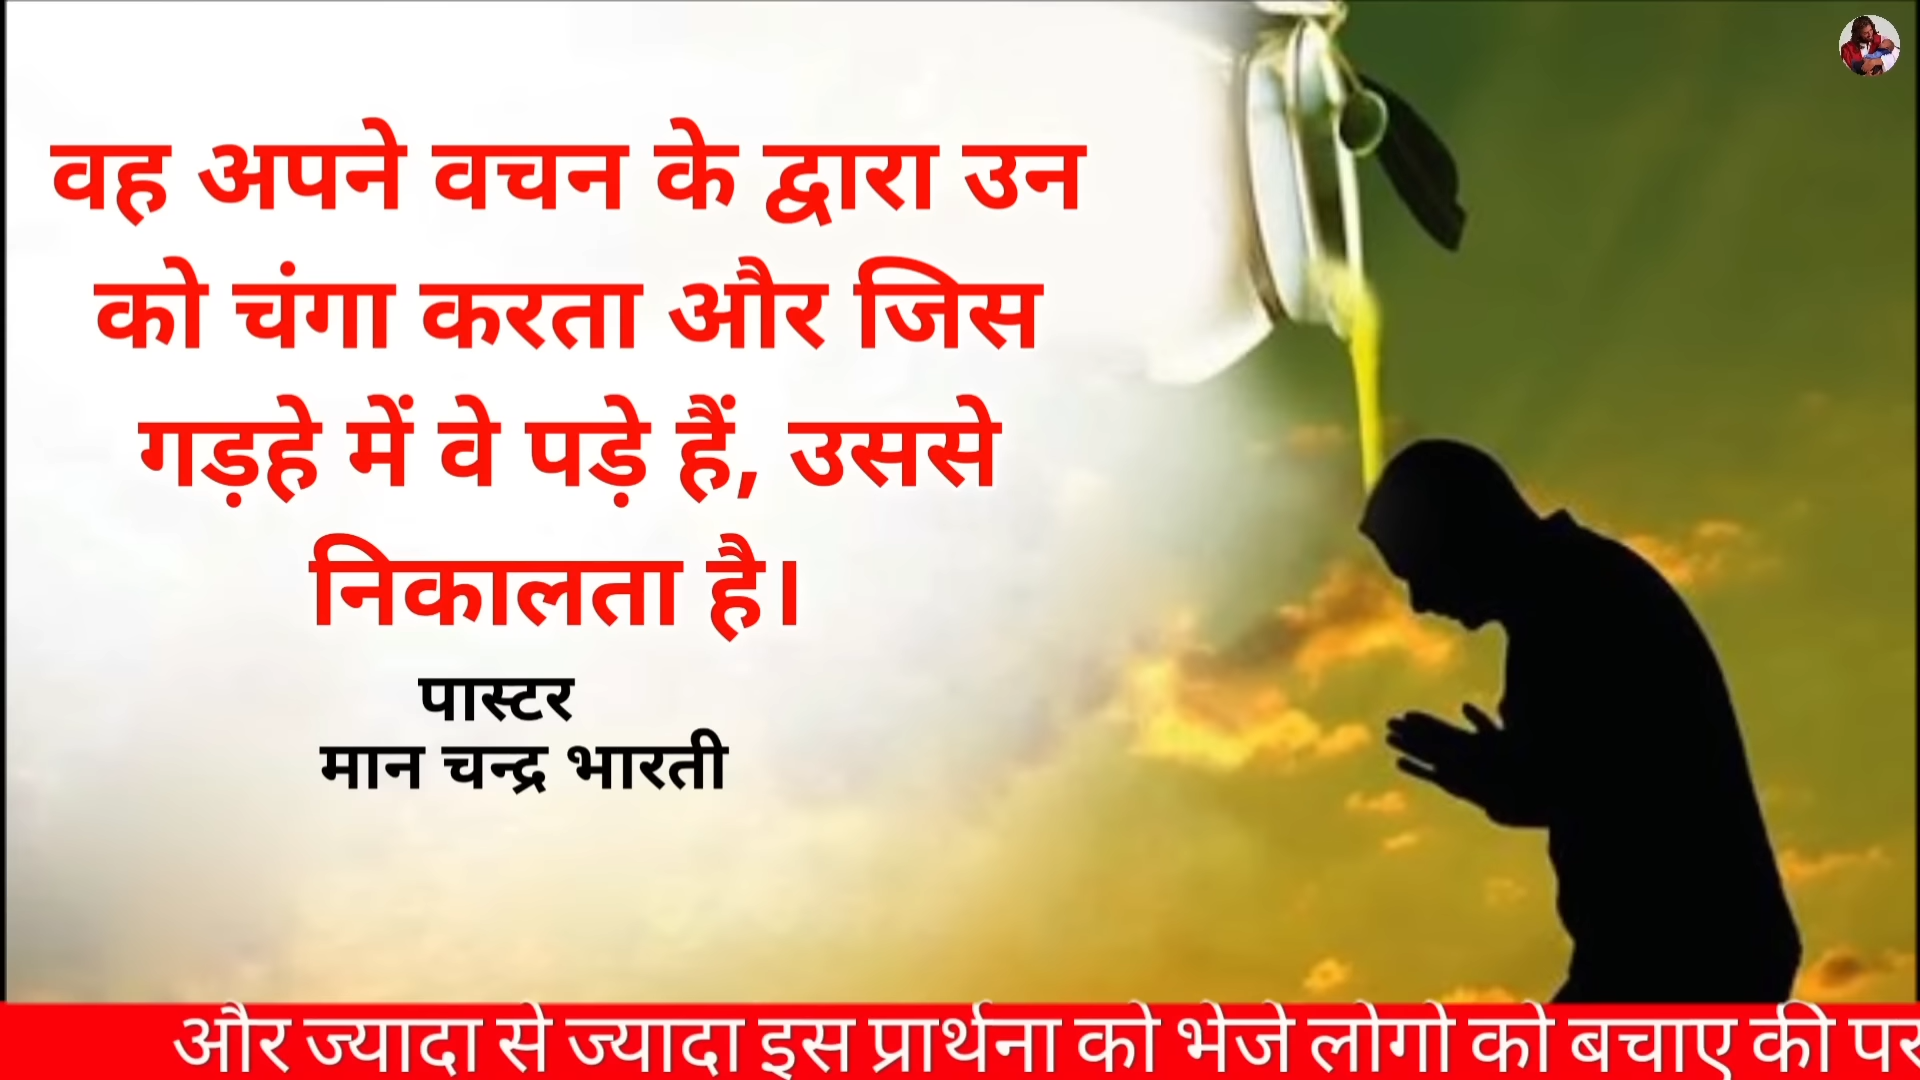 वह अपने वचन के द्वारा उन
को चंगा करता और जिस
गड़हे में वे पड़े हैं, उससे
निकालता है।
पास्टर
मान चन्द्र भारती
और ज्यादा से ज्यादा इस प्रार्थना को भेजे लोगो को बचाए की